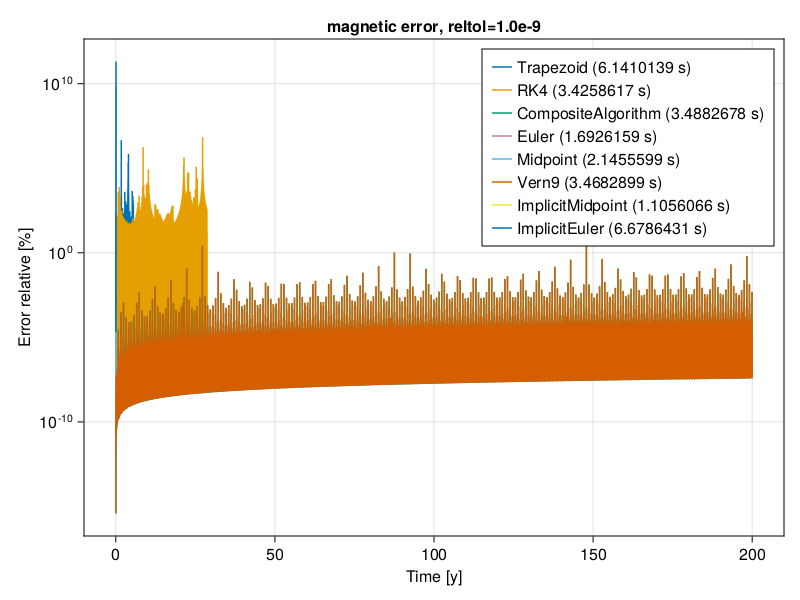 magnetic error, reltol=1.0e-9
Trapezoid (6.1410139 s)
RK4 (3.4258617 s)
CompositeAlgorithm (3.4882678 s)
Euler (1.6926159 s)
Midpoint (2.1455599 s)
Vern9 (3.4682899 s)
ImplicitMidpoint (1.1056066 s)
ImplicitEuler (6.6786431 s)
10^10
10^0
10^-10
Error relative [%]
0 50 100 150 200
Time [y]